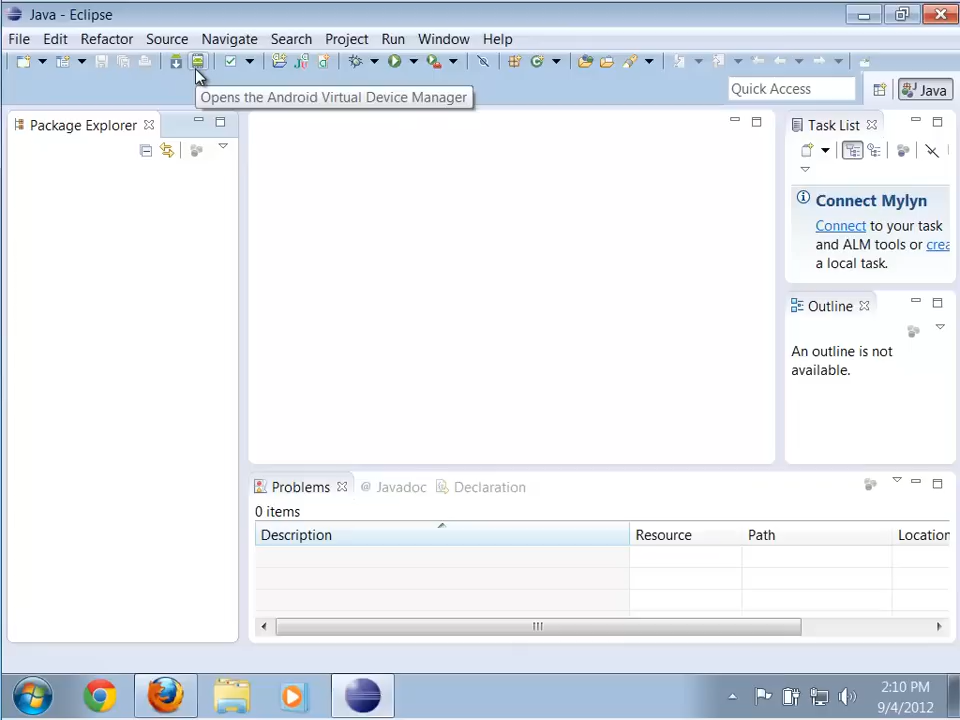 Java - Eclipse
File Edit Refactor Source Navigate Search Project Run Window Help
Opens the Android Virtual Device Manager
Quick Access
Java
Package Explorer
Task List
Connect Mylyn
Connect to your task
and ALM tools or crea
a local task.
Outline
An outline is not
available.
Problems @ Javadoc Declaration
0 items
Description Resource Path Location
2:10 PM
9/4/2012